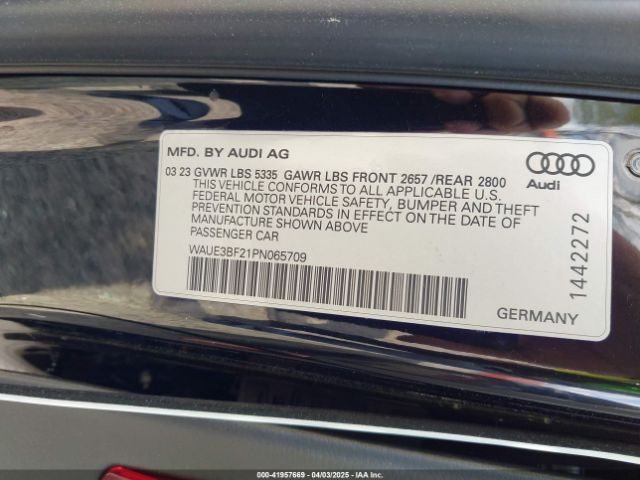 MFD. BY AUDI AG
03 23 GVWR LBS 5335 GAWR LBS FRONT 2657 /REAR 2800
THIS VEHICLE CONFORMS TO ALL APPLICABLE U.S.
FEDERAL MOTOR VEHICLE SAFETY, BUMPER AND THEFT
PREVENTION STANDARDS IN EFFECT ON THE DATE OF
MANUFACTURE SHOWN ABOVE
PASSENGER CAR
WAUE3BF21PN065709
Audi
1442272
GERMANY
000-41957669 04/03/2025 IAAC.